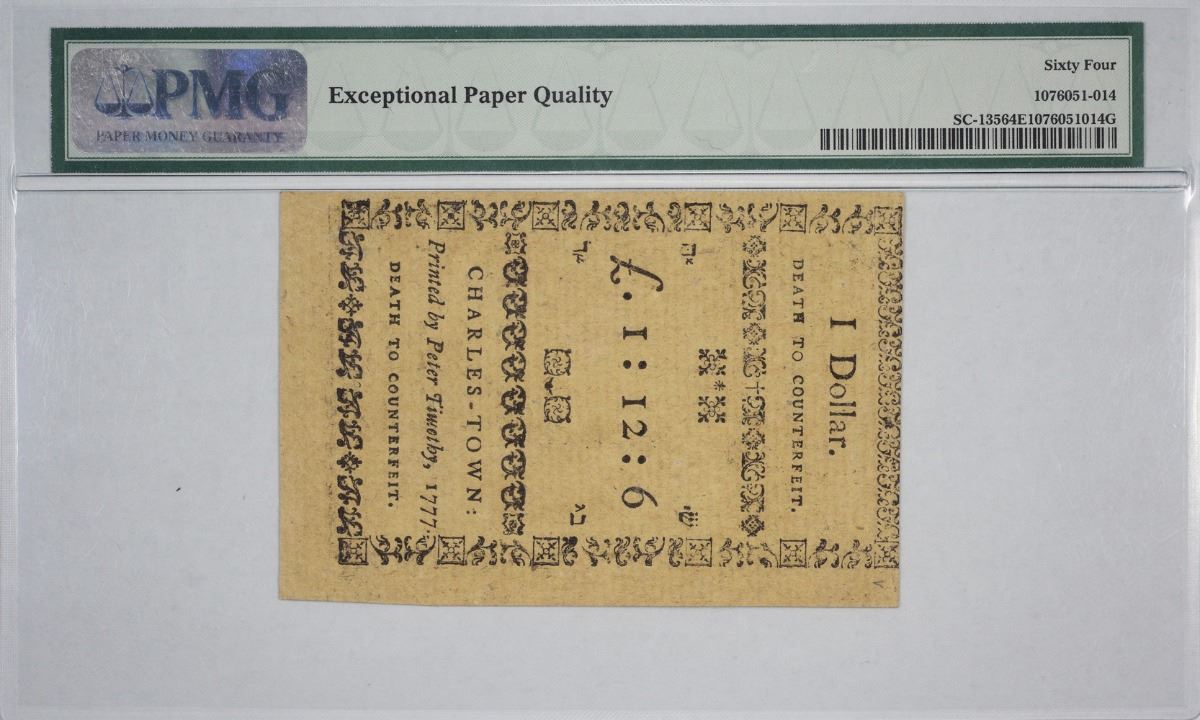 PMG
PAPER MONEY GUARANTY
Exceptional Paper Quality
Sixty Four
1076051-014
SC-13564E1076051014G
I Dollar.
DEATH TO COUNTERFEIT.
£. 1 : 12 : 6
CHARLES-TOWN:
Printed by Peter Timothy, 1777.
DEATH TO COUNTERFEIT.